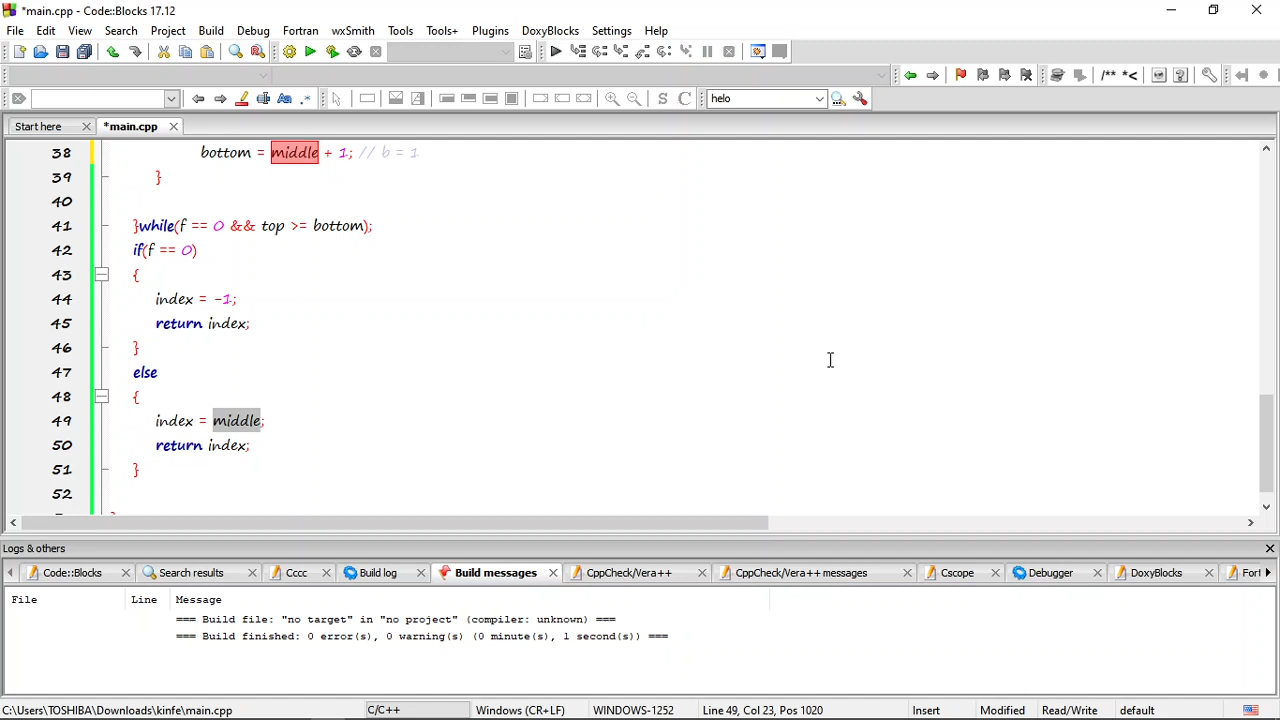 *main.cpp - Code::Blocks 17.12
File Edit View Search Project Build Debug Fortran wxSmith Tools Tools+ Plugins DoxyBlocks Settings Help
/** *<
Aa .* S C helo
Start here *main.cpp
38 bottom = middle + 1; // b = 1
39 }
40
41 }while(f == 0 && top >= bottom);
42 if(f == 0)
43 {
44 index = -1;
45 return index;
46 }
47 else
48 {
49 index = middle;
50 return index;
51 }
52
Logs & others
Code::Blocks Search results Cccc Build log Build messages CppCheck/Vera++ CppCheck/Vera++ messages Cscope Debugger DoxyBlocks For
File Line Message
=== Build file: "no target" in "no project" (compiler: unknown) ===
=== Build finished: 0 error(s), 0 warning(s) (0 minute(s), 1 second(s)) ===
C:\Users\TOSHIBA\Downloads\kinfe\main.cpp C/C++ Windows (CR+LF) WINDOWS-1252 Line 49, Col 23, Pos 1020 Insert Modified Read/Write default